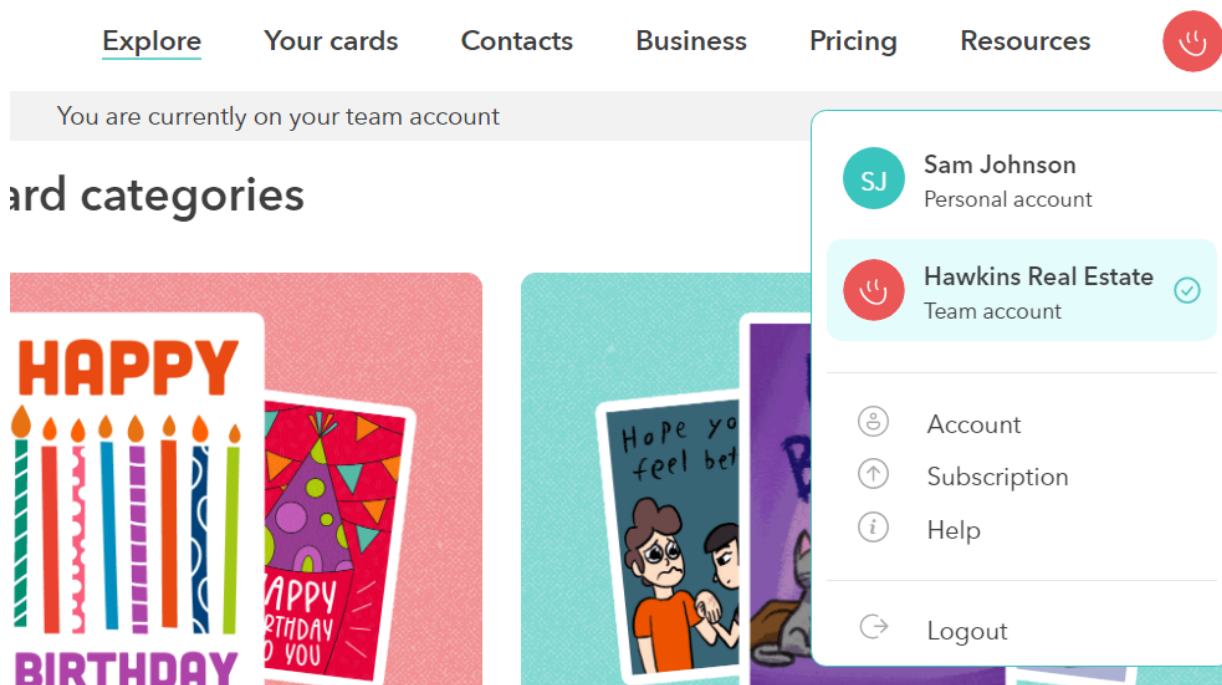 Explore Your cards Contacts Business Pricing Resources
You are currently on your team account
ard categories
SJ
Sam Johnson
Personal account
Hawkins Real Estate
Team account
Account
Subscription
Help
Logout
HAPPY
BIRTHDAY
HAPPY
BIRTHDAY
TO YOU
Hope yo
feel bet